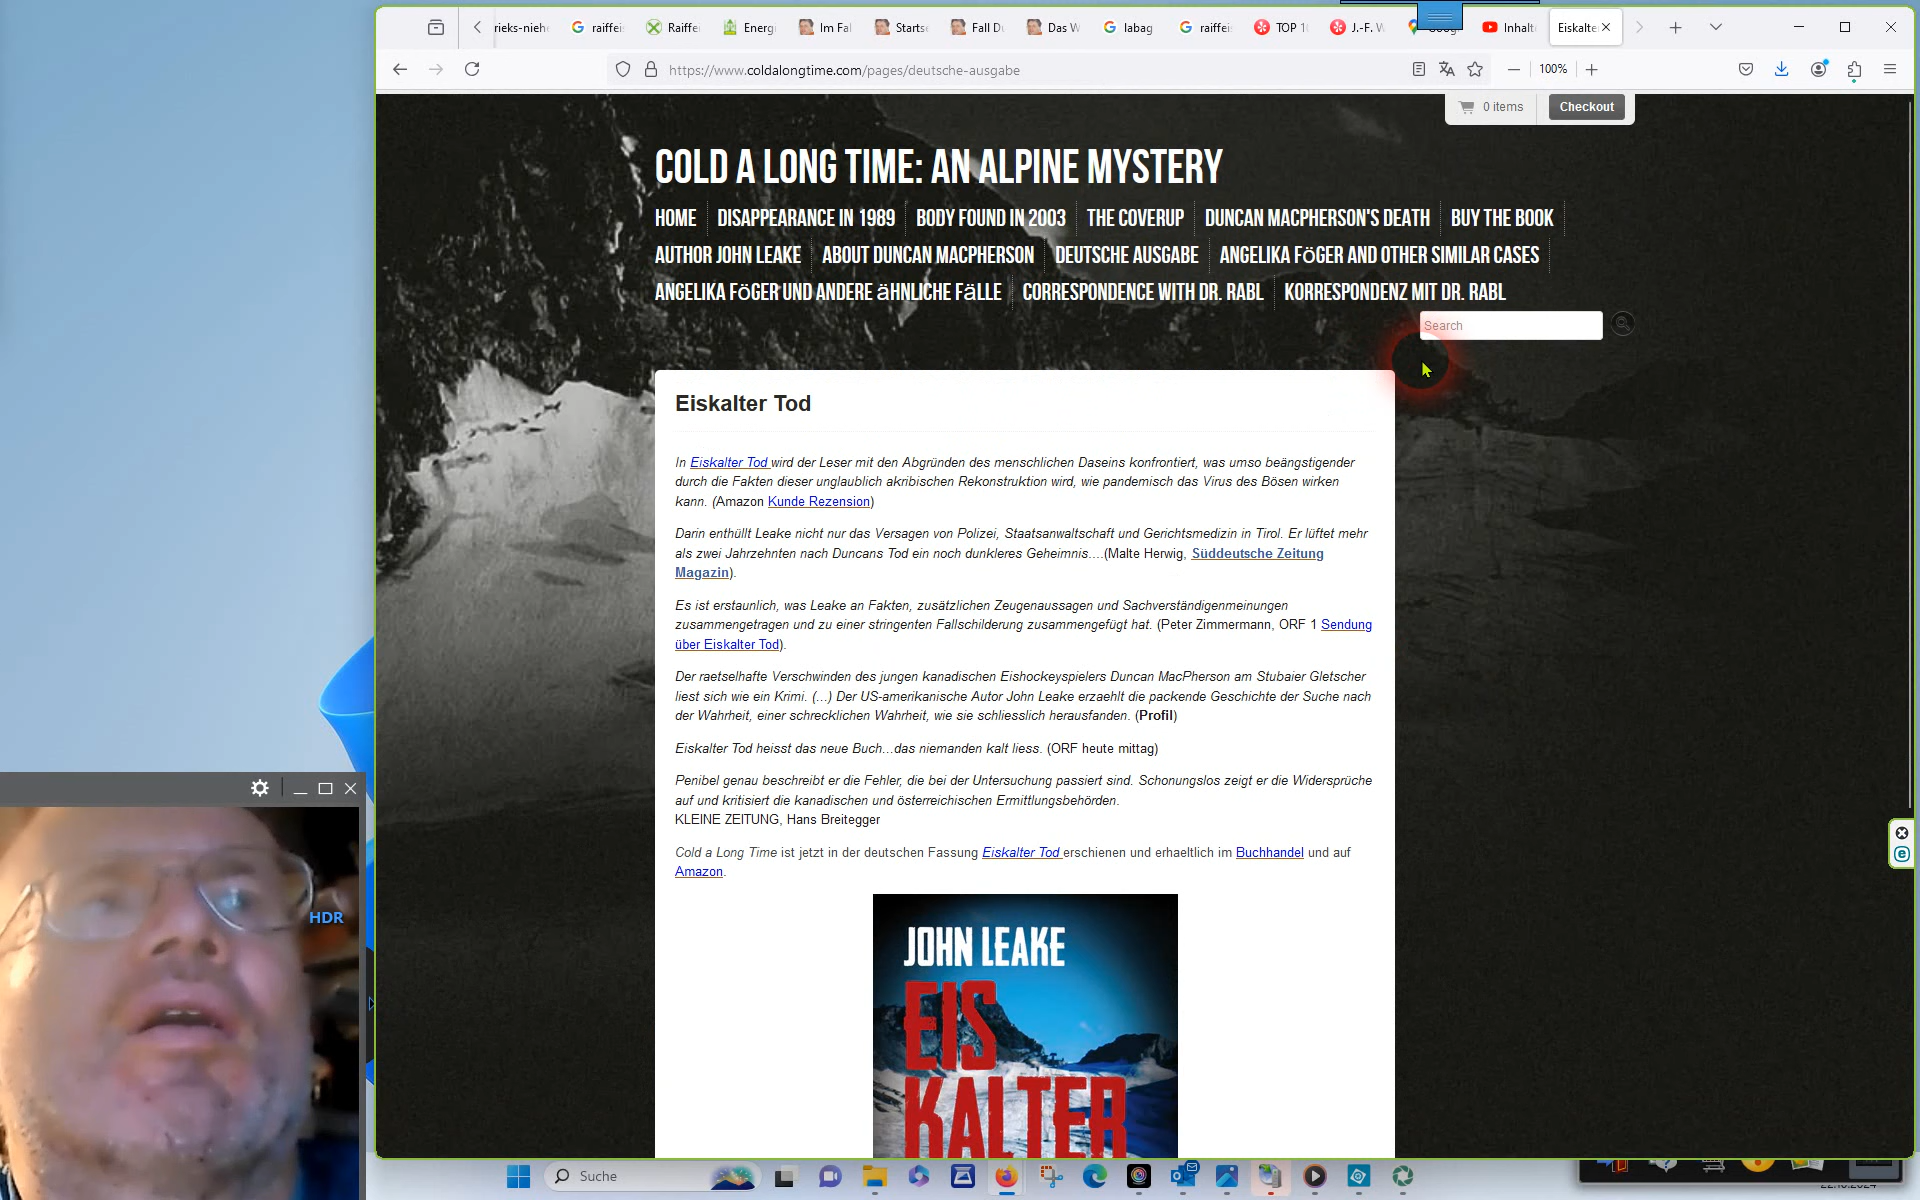 rieks-nieh
raiffei
Raiffe
Energi
Im Fal
Startse
Fall Du
Das W
labag
raiffei
TOP 10
J.-F. W
Goog
Inhalt
Eiskalte
https://www.coldalongtime.com/pages/deutsche-ausgabe
100%
0 items
Checkout
COLD A LONG TIME: AN ALPINE MYSTERY
HOME DISAPPEARANCE IN 1989 BODY FOUND IN 2003 THE COVERUP DUNCAN MACPHERSON'S DEATH BUY THE BOOK
AUTHOR JOHN LEAKE ABOUT DUNCAN MACPHERSON DEUTSCHE AUSGABE ANGELIKA FöGER AND OTHER SIMILAR CASES
ANGELIKA FöGER UND ANDERE äHNLICHE FäLLE CORRESPONDENCE WITH DR. RABL KORRESPONDENZ MIT DR. RABL
Search
Eiskalter Tod
In Eiskalter Tod wird der Leser mit den Abgründen des menschlichen Daseins konfrontiert, was umso beängstigender
durch die Fakten dieser unglaublich akribischen Rekonstruktion wird, wie pandemisch das Virus des Bösen wirken
kann. (Amazon Kunde Rezension)
Darin enthüllt Leake nicht nur das Versagen von Polizei, Staatsanwaltschaft und Gerichtsmedizin in Tirol. Er lüftet mehr
als zwei Jahrzehnten nach Duncans Tod ein noch dunkleres Geheimnis....(Malte Herwig, Süddeutsche Zeitung
Magazin).
Es ist erstaunlich, was Leake an Fakten, zusätzlichen Zeugenaussagen und Sachverständigenmeinungen
zusammengetragen und zu einer stringenten Fallschilderung zusammengefügt hat. (Peter Zimmermann, ORF 1 Sendung
über Eiskalter Tod).
Der raetselhafte Verschwinden des jungen kanadischen Eishockeyspielers Duncan MacPherson am Stubaier Gletscher
liest sich wie ein Krimi. (...) Der US-amerikanische Autor John Leake erzaehlt die packende Geschichte der Suche nach
der Wahrheit, einer schrecklichen Wahrheit, wie sie schliesslich herausfanden. (Profil)
Eiskalter Tod heisst das neue Buch...das niemanden kalt liess. (ORF heute mittag)
Penibel genau beschreibt er die Fehler, die bei der Untersuchung passiert sind. Schonungslos zeigt er die Widersprüche
auf und kritisiert die kanadischen und österreichischen Ermittlungsbehörden.
KLEINE ZEITUNG, Hans Breitegger
Cold a Long Time ist jetzt in der deutschen Fassung Eiskalter Tod erschienen und erhaeltlich im Buchhandel und auf
Amazon.
JOHN LEAKE
EIS
KALTER
HDR
Suche